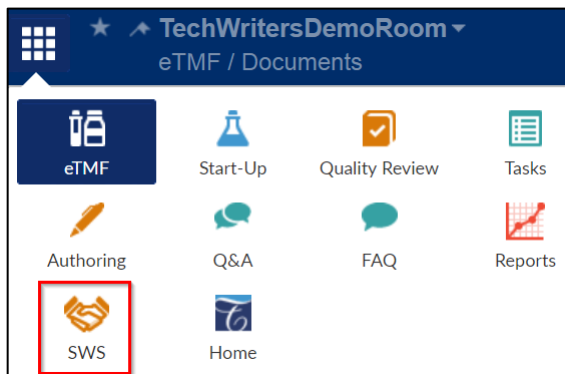 TechWritersDemoRoom
eTMF / Documents
eTMF
Start-Up
Quality Review
Tasks
Authoring
Q&A
FAQ
Reports
SWS
Home